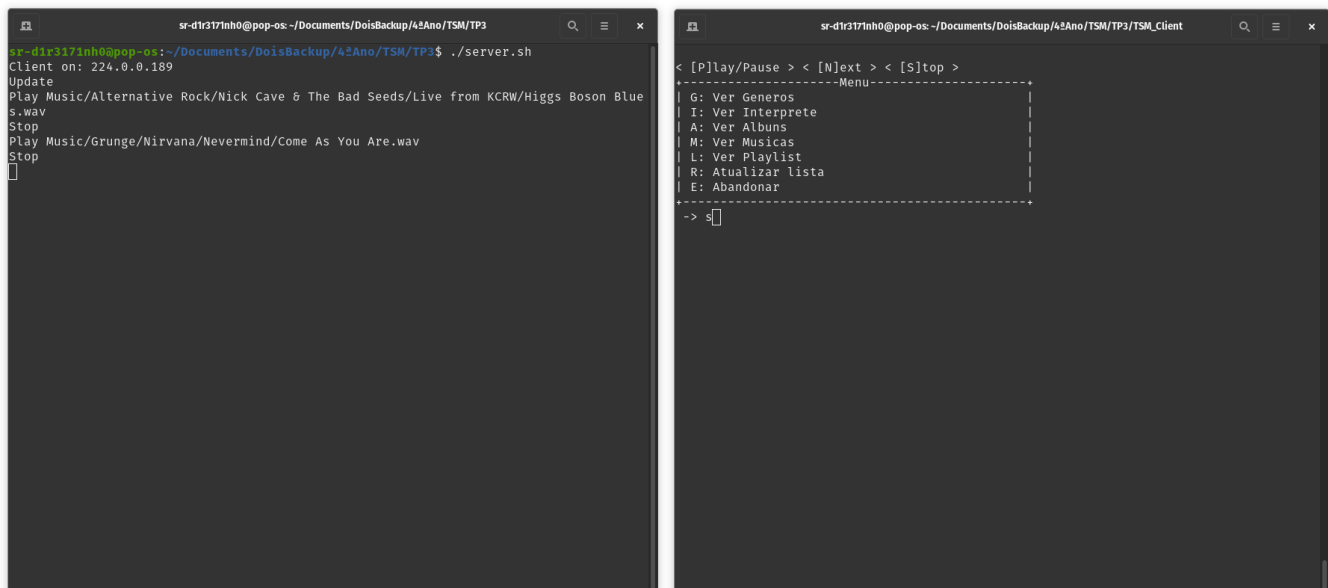 sr-d1r3171nh0@pop-os: ~/Documents/DoisBackup/4ªAno/TSM/TP3
sr-d1r3171nh0@pop-os:~/Documents/DoisBackup/4ªAno/TSM/TP3$ ./server.sh
Client on: 224.0.0.189
Update
Play Music/Alternative Rock/Nick Cave & The Bad Seeds/Live from KCRW/Higgs Boson Blue
s.wav
Stop
Play Music/Grunge/Nirvana/Nevermind/Come As You Are.wav
Stop
sr-d1r3171nh0@pop-os: ~/Documents/DoisBackup/4ªAno/TSM/TP3/TSM_Client
< [P]lay/Pause > < [N]ext > < [S]top >
+---------------------Menu---------------------+
| G: Ver Generos |
| I: Ver Interprete |
| A: Ver Albuns |
| M: Ver Musicas |
| L: Ver Playlist |
| R: Atualizar lista |
| E: Abandonar |
+-----------------------------------------------+
-> s